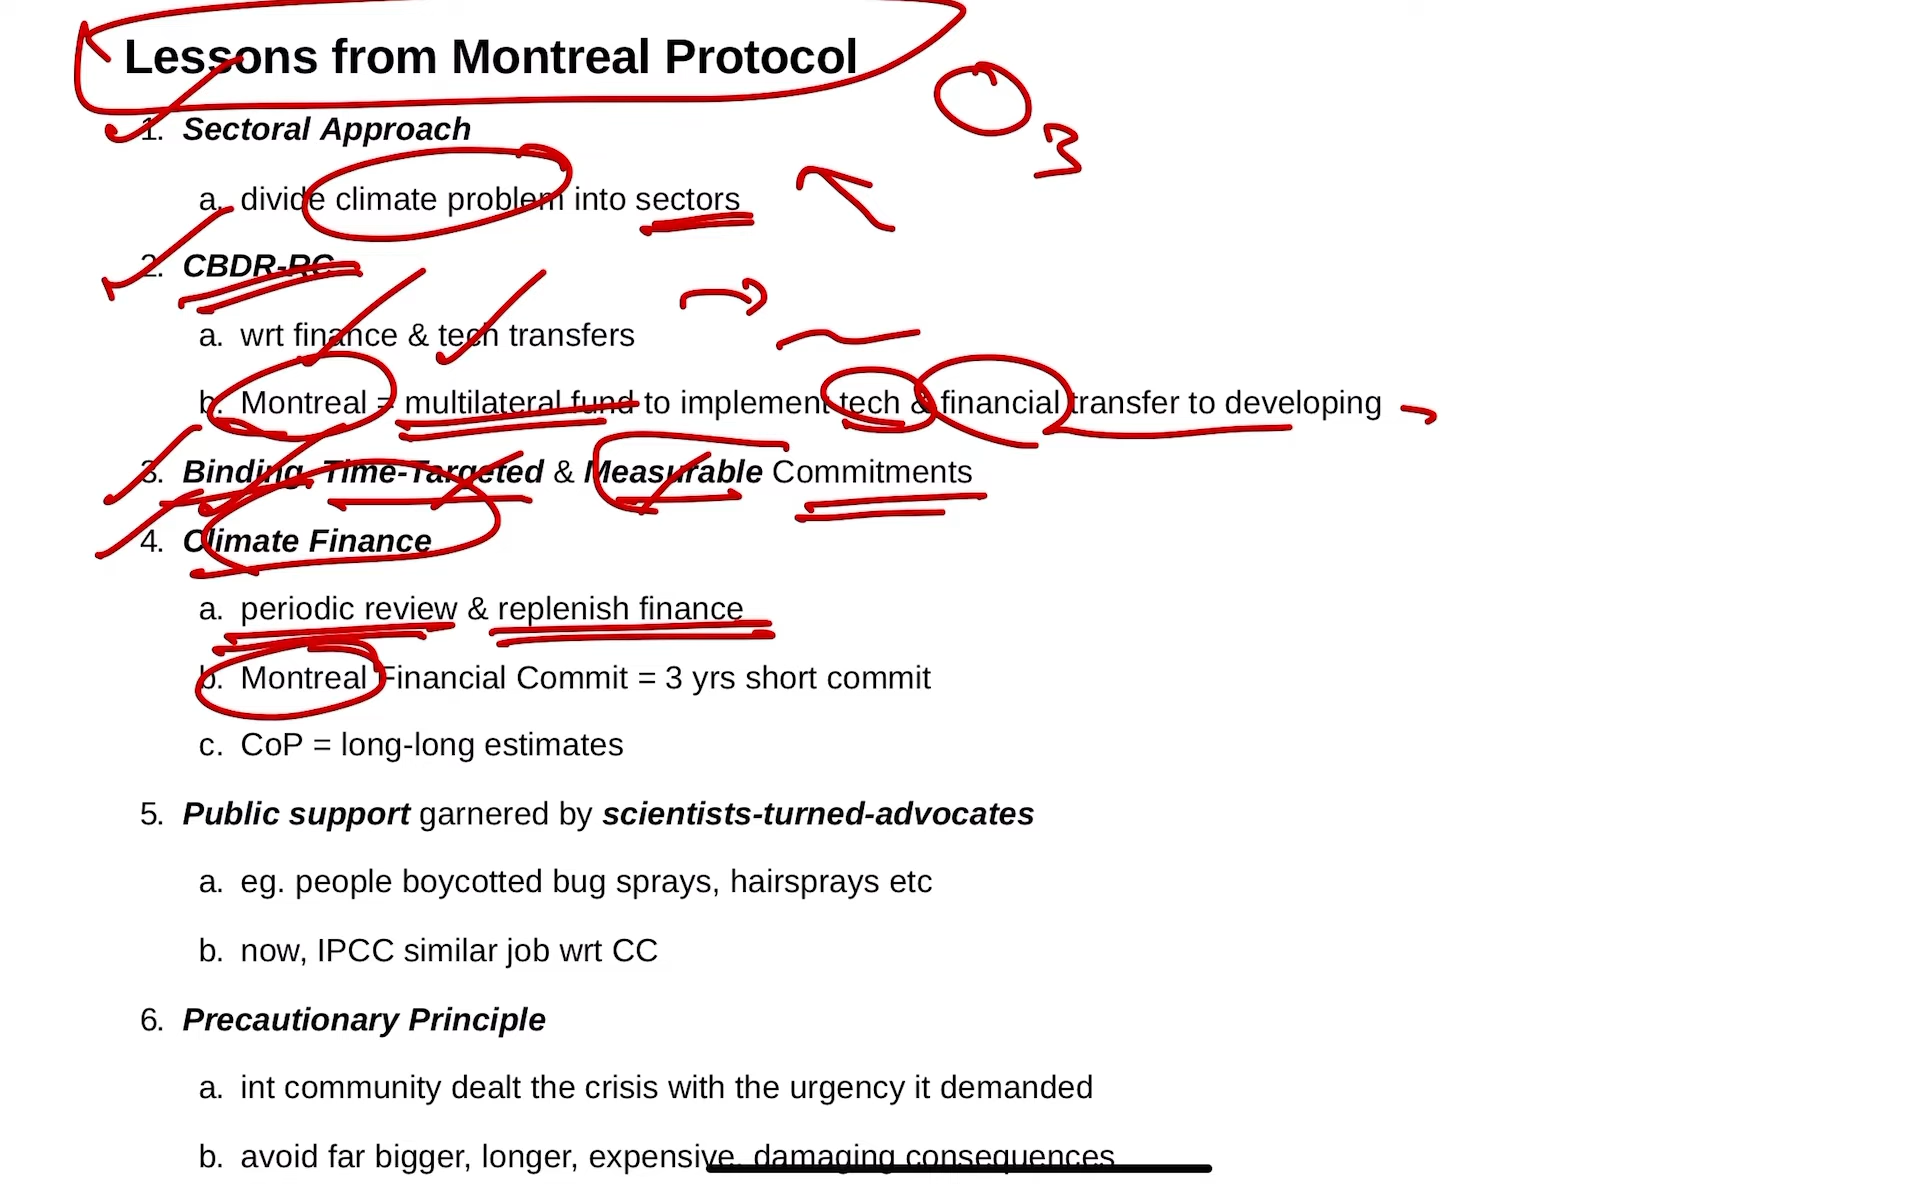 Lessons from Montreal Protocol
1. Sectoral Approach
a. divide climate problem into sectors
2. CBDR-RC
a. wrt finance & tech transfers
b. Montreal = multilateral fund to implement tech & financial transfer to developing
3. Binding, Time-Targeted & Measurable Commitments
4. Climate Finance
a. periodic review & replenish finance
b. Montreal Financial Commit = 3 yrs short commit
c. CoP = long-long estimates
5. Public support garnered by scientists-turned-advocates
a. eg. people boycotted bug sprays, hairsprays etc
b. now, IPCC similar job wrt CC
6. Precautionary Principle
a. int community dealt the crisis with the urgency it demanded
b. avoid far bigger, longer, expensive, damaging consequences